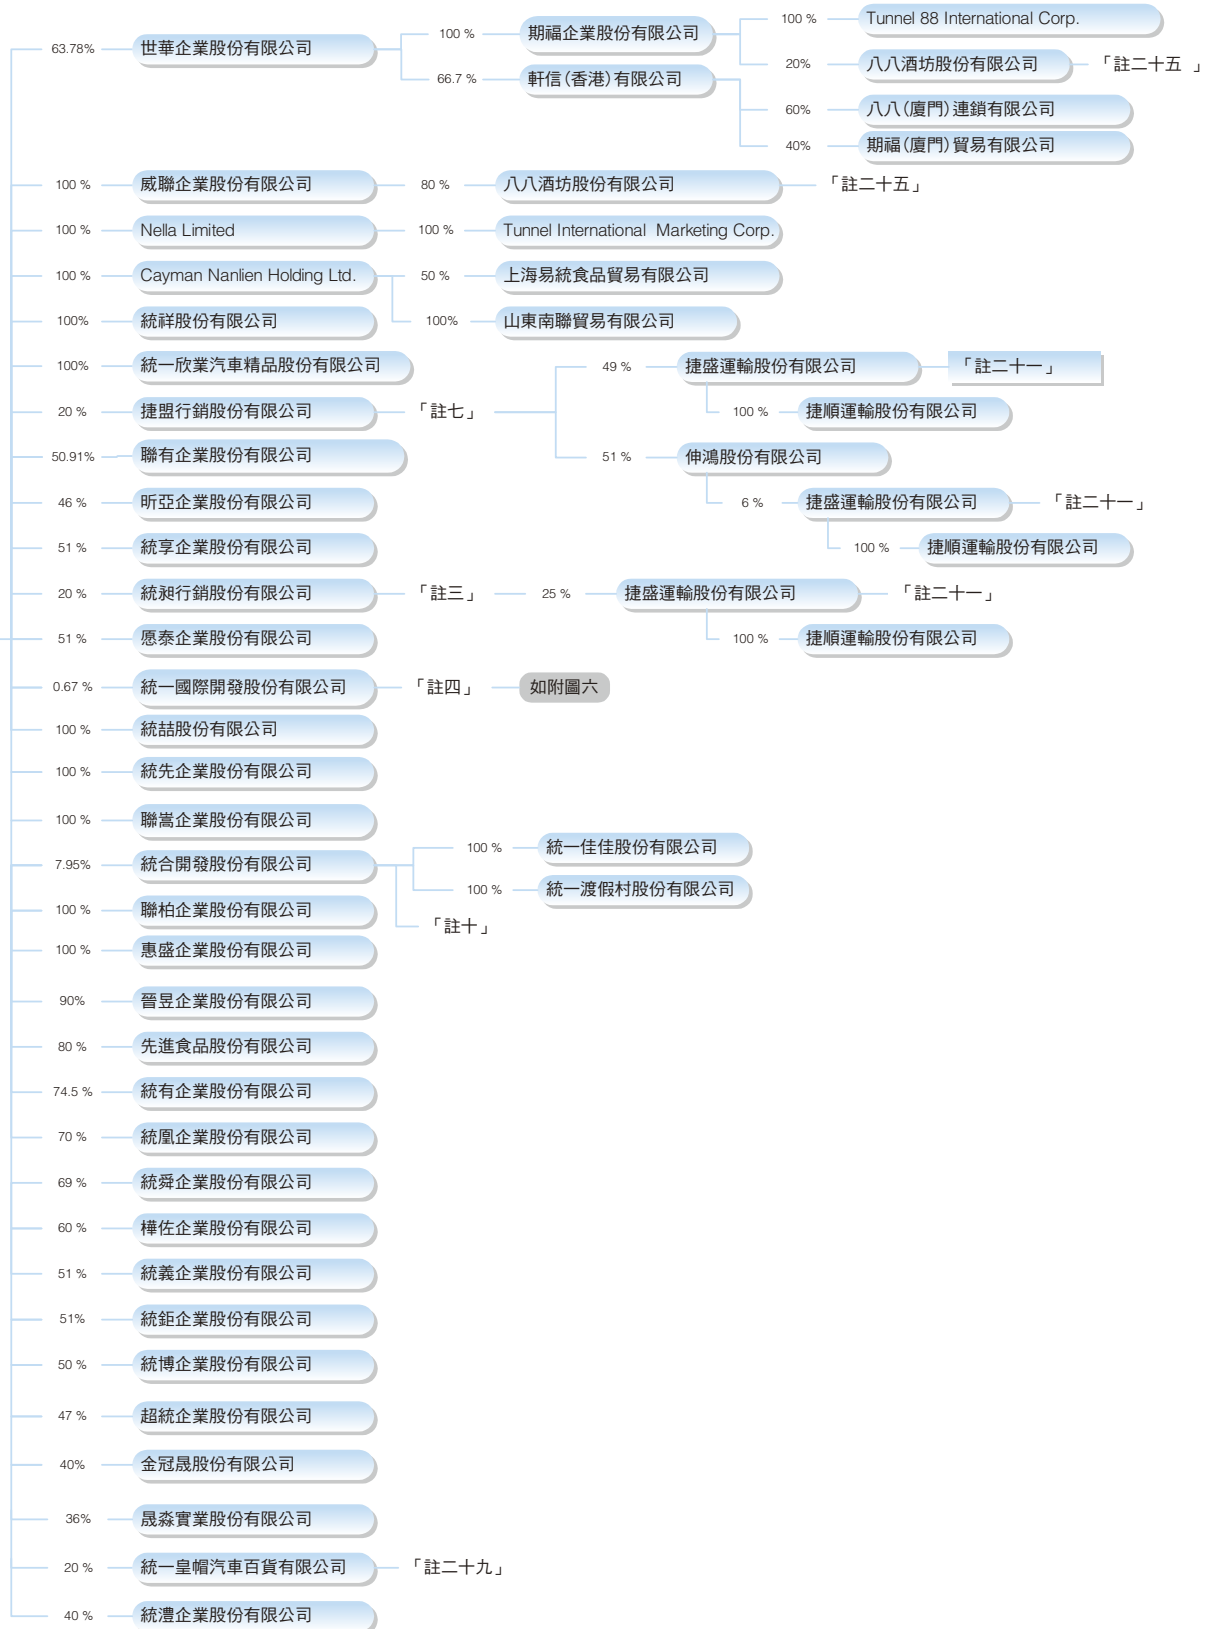 63.78% 世華企業股份有限公司 100 % 期福企業股份有限公司 100 % Tunnel 88 International Corp.
20% 八八酒坊股份有限公司 「註二十五 」
66.7 % 軒信(香港)有限公司 60% 八八(廈門)連鎖有限公司
40% 期福(廈門)貿易有限公司
100 % 威聯企業股份有限公司 80 % 八八酒坊股份有限公司 「註二十五」
100 % Nella Limited 100 % Tunnel International Marketing Corp.
100 % Cayman Nanlien Holding Ltd. 50 % 上海易統食品貿易有限公司
100% 統祥股份有限公司 100% 山東南聯貿易有限公司
100% 統一欣業汽車精品股份有限公司 49 % 捷盛運輸股份有限公司 「註二十一」
20 % 捷盟行銷股份有限公司 「註七」 100 % 捷順運輸股份有限公司
50.91% 聯有企業股份有限公司 51 % 伸鴻股份有限公司
46 % 昕亞企業股份有限公司 6 % 捷盛運輸股份有限公司 「註二十一」
51 % 統享企業股份有限公司 100 % 捷順運輸股份有限公司
20 % 統昶行銷股份有限公司 「註三」 25 % 捷盛運輸股份有限公司 「註二十一」
51 % 愿泰企業股份有限公司 100 % 捷順運輸股份有限公司
0.67 % 統一國際開發股份有限公司 「註四」 如附圖六
100 % 統喆股份有限公司
100 % 統先企業股份有限公司
100 % 聯嵩企業股份有限公司
100 % 統一佳佳股份有限公司
7.95% 統合開發股份有限公司
100 % 統一渡假村股份有限公司
100 % 聯柏企業股份有限公司 「註十」
100 % 惠盛企業股份有限公司
90% 晉昱企業股份有限公司
80 % 先進食品股份有限公司
74.5 % 統有企業股份有限公司
70 % 統凰企業股份有限公司
69 % 統舜企業股份有限公司
60 % 樺佐企業股份有限公司
51 % 統義企業股份有限公司
51% 統鉅企業股份有限公司
50 % 統博企業股份有限公司
47 % 超統企業股份有限公司
40% 金冠晟股份有限公司
36% 晟淼實業股份有限公司
20 % 統一皇帽汽車百貨有限公司 「註二十九」
40 % 統澧企業股份有限公司